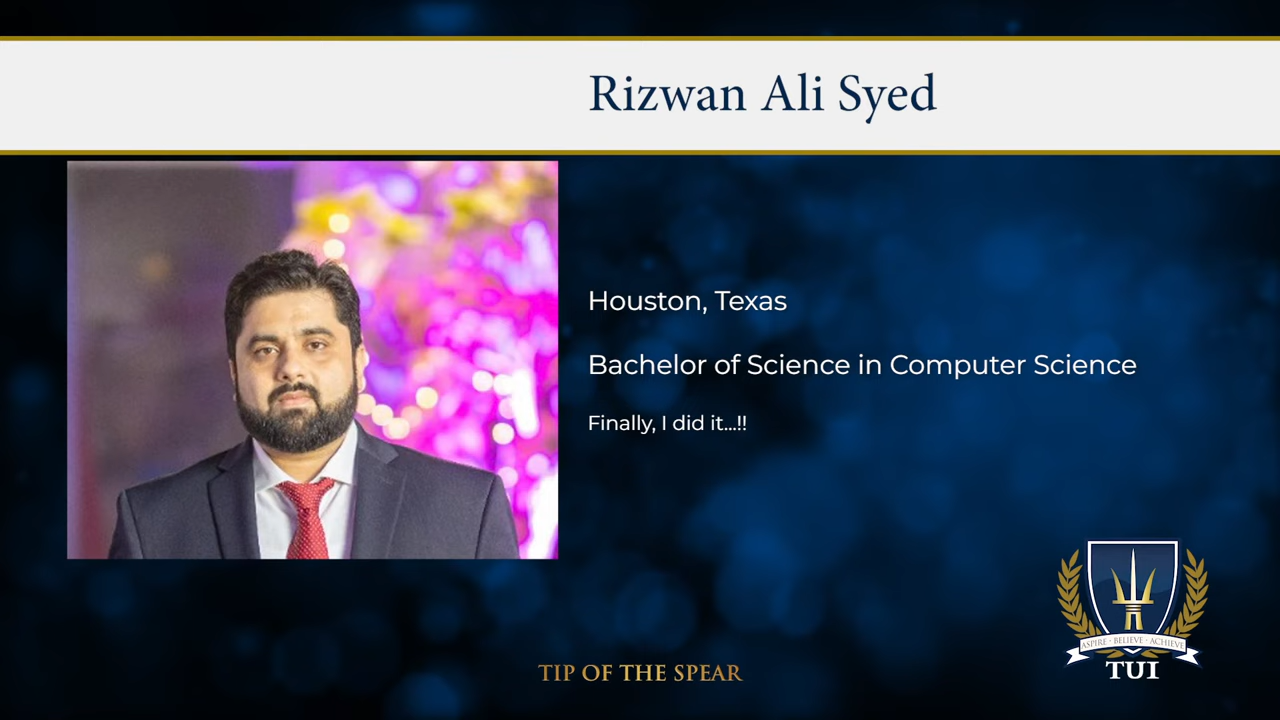 Rizwan Ali Syed
Houston, Texas
Bachelor of Science in Computer Science
Finally, I did it...!!
ASPIRE · BELIEVE · ACHIEVE
TUI
TIP OF THE SPEAR